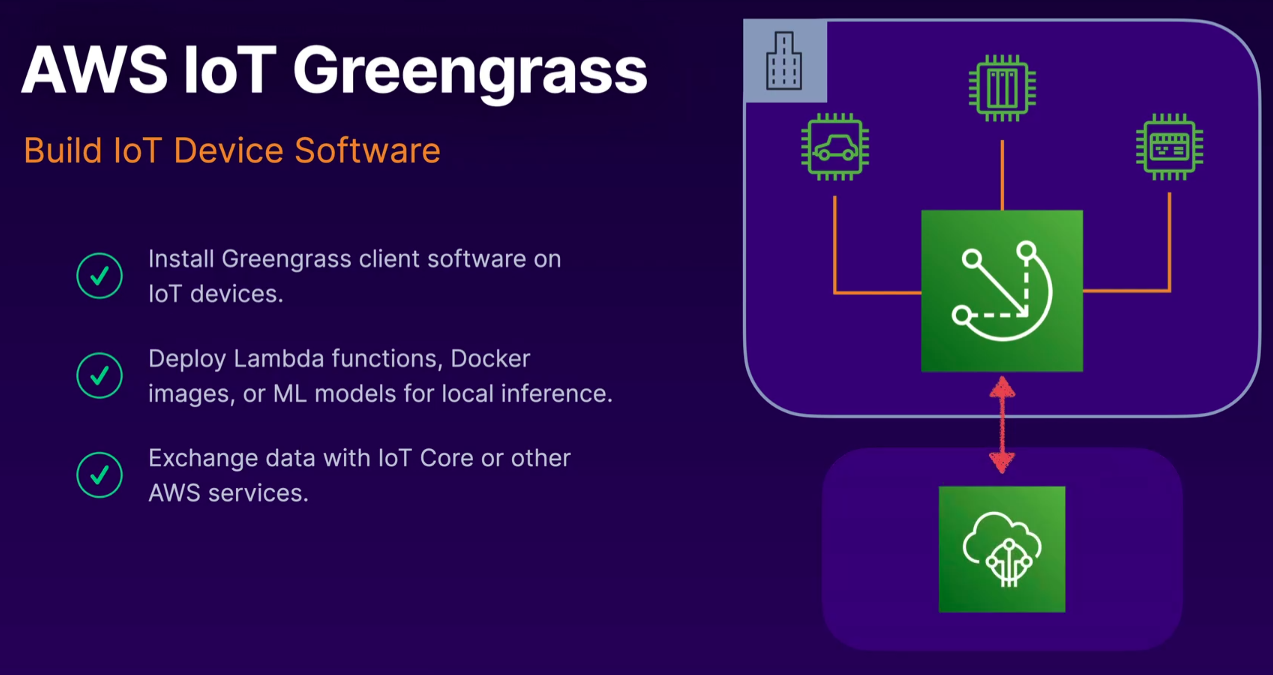 AWS IoT Greengrass
Build IoT Device Software
Install Greengrass client software on
IoT devices.
Deploy Lambda functions, Docker
images, or ML models for local inference.
Exchange data with IoT Core or other
AWS services.